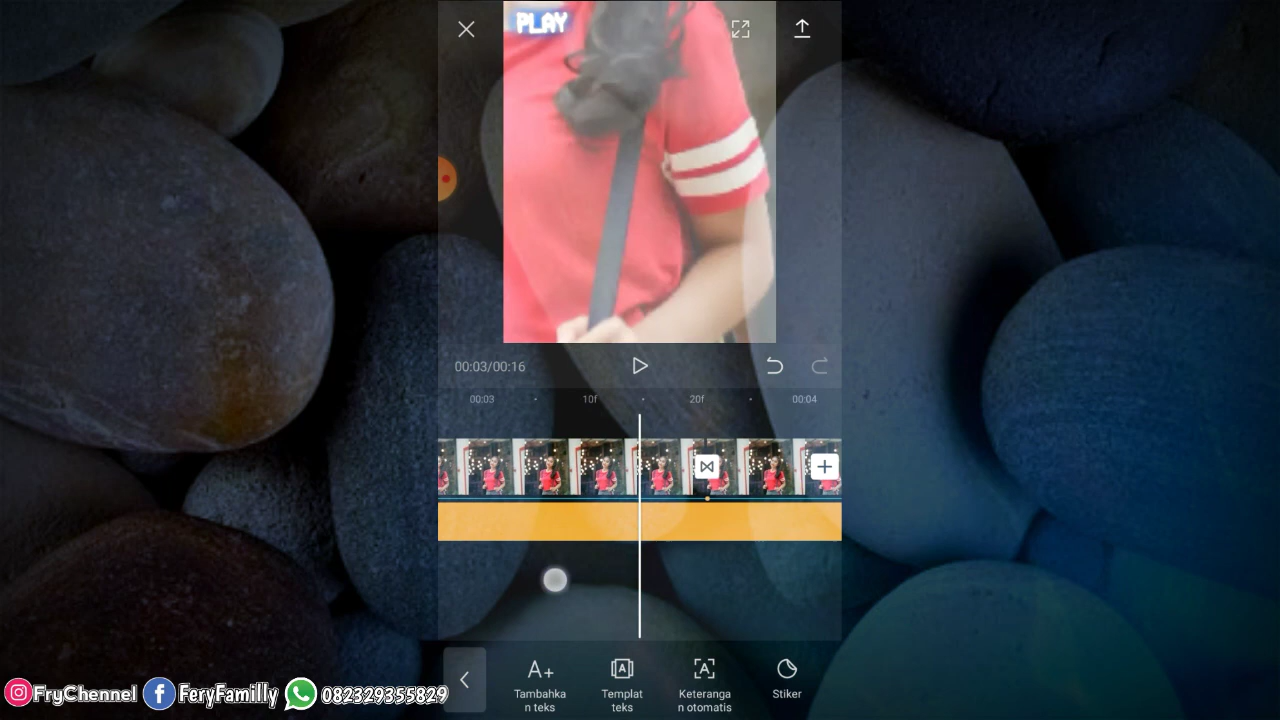 PLAY
00:03/00:16
00:03
10f
20f
00:04
Tambahka
n teks
Templat
teks
Keteranga
n otomatis
Stiker
FryChennel FeryFamilly 082329355829